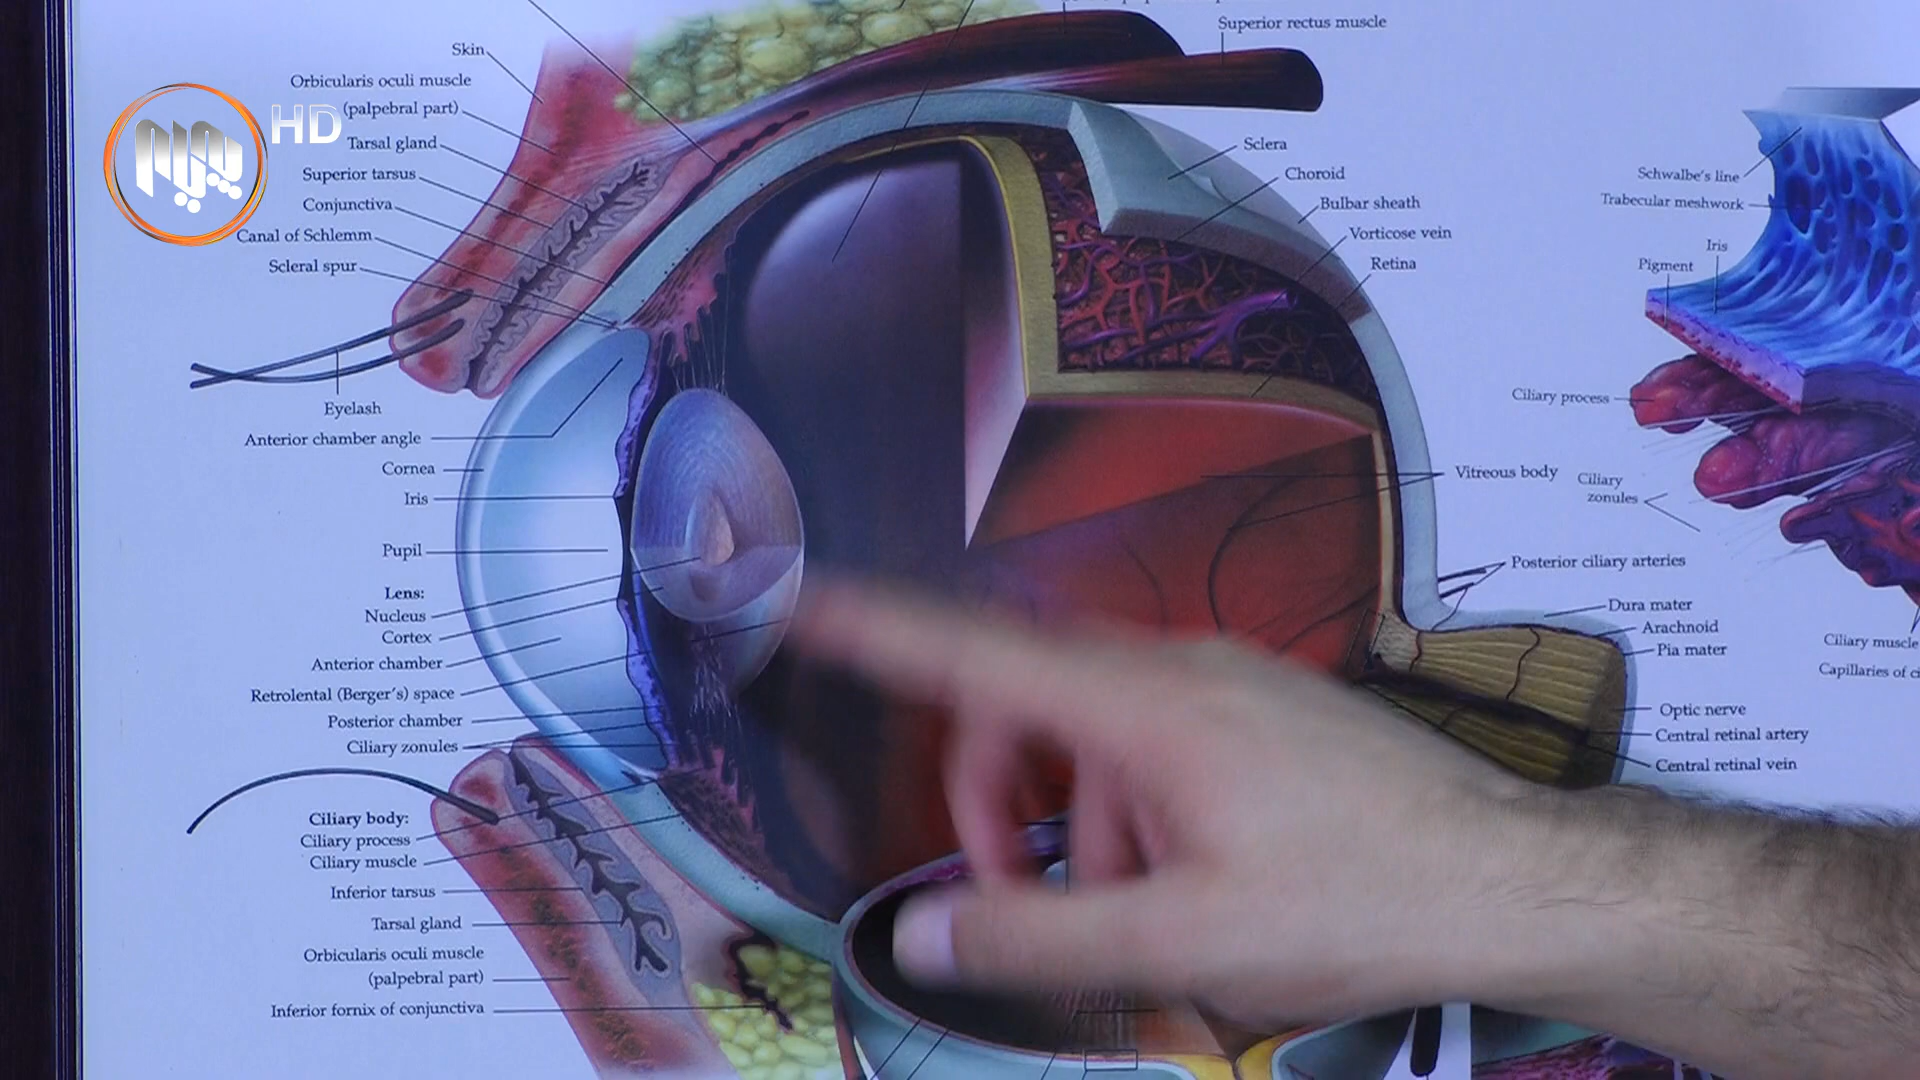 Superior rectus muscle
Skin
Orbicularis oculi muscle
(palpebral part)
Tarsal gland
Superior tarsus
Conjunctiva
Canal of Schlemm
Scleral spur
HD
Eyelash
Anterior chamber angle
Cornea
Iris
Pupil
Lens:
Nucleus
Cortex
Anterior chamber
Retrolental (Berger's) space
Posterior chamber
Ciliary zonules
Ciliary body:
Ciliary process
Ciliary muscle
Inferior tarsus
Tarsal gland
Orbicularis oculi muscle
(palpebral part)
Inferior fornix of conjunctiva
Sclera
Choroid
Bulbar sheath
Vorticose vein
Retina
Vitreous body
Posterior ciliary arteries
Dura mater
Arachnoid
Pia mater
Optic nerve
Central retinal artery
Central retinal vein
Schwalbe's line
Trabecular meshwork
Iris
Pigment
Ciliary process
Ciliary
zonules
Ciliary muscle
Capillaries of